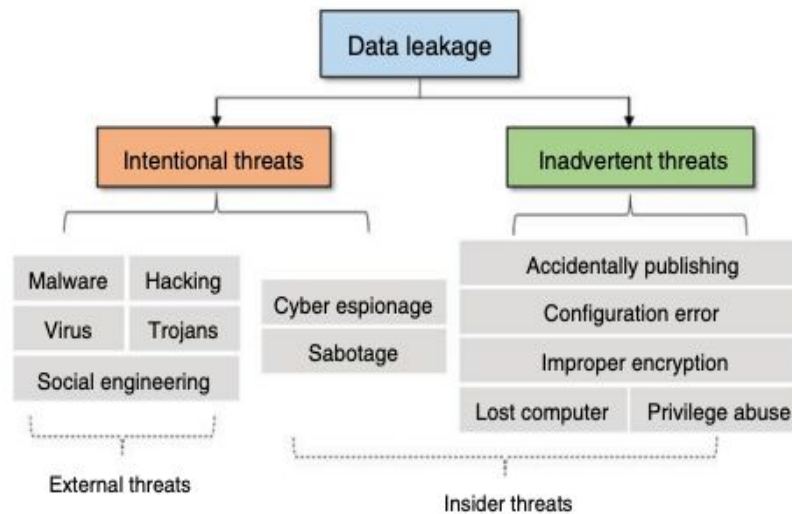 Data leakage
Intentional threats
Inadvertent threats
Malware
Hacking
Virus
Trojans
Social engineering
Cyber espionage
Sabotage
Accidentally publishing
Configuration error
Improper encryption
Lost computer
Privilege abuse
External threats
Insider threats